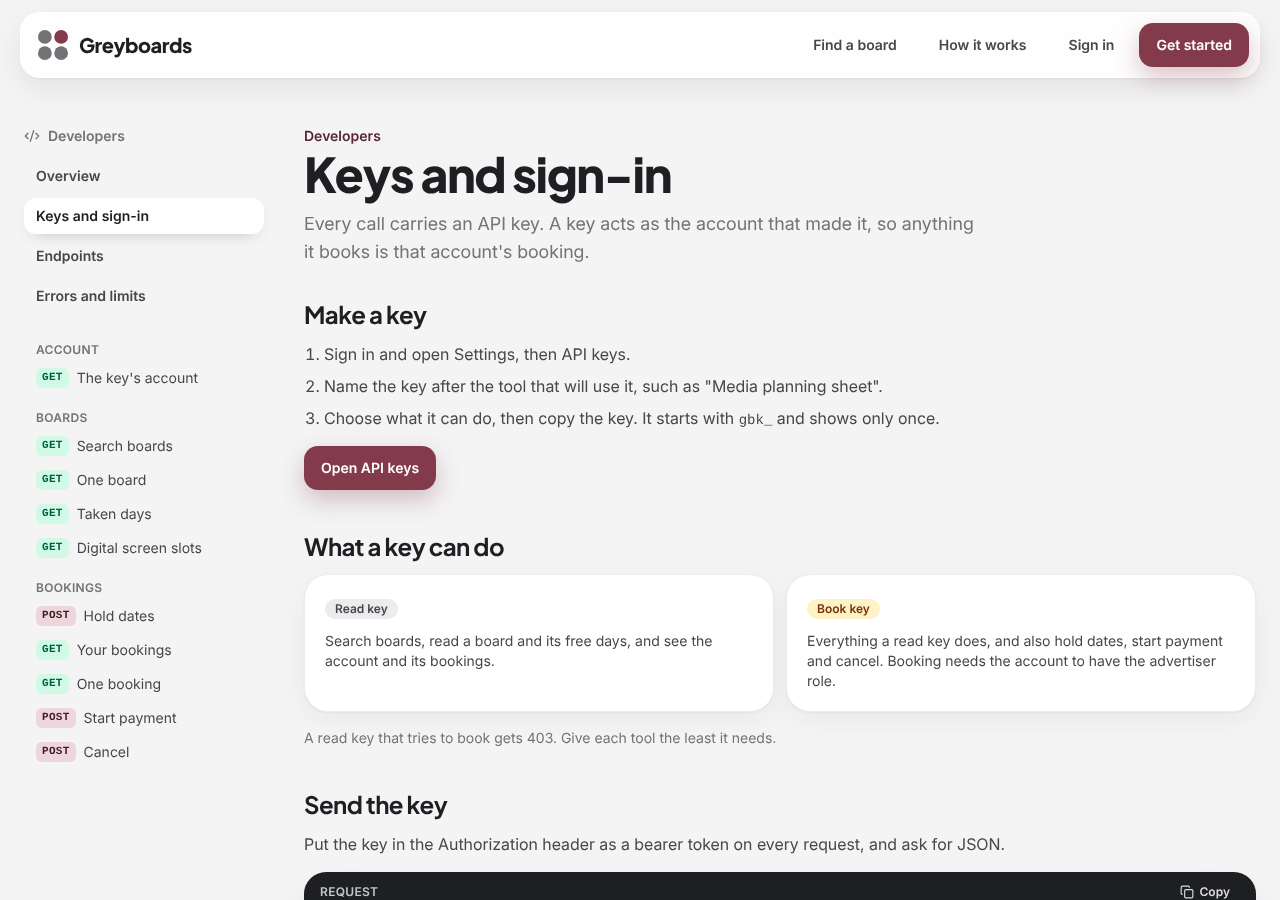 Greyboards
Find a board
How it works
Sign in
Get started
Developers
Overview
Keys and sign-in
Endpoints
Errors and limits
ACCOUNT
GET The key's account
BOARDS
GET Search boards
GET One board
GET Taken days
GET Digital screen slots
BOOKINGS
POST Hold dates
GET Your bookings
GET One booking
POST Start payment
POST Cancel
Developers
Keys and sign-in
Every call carries an API key. A key acts as the account that made it, so anything
it books is that account's booking.
Make a key
1. Sign in and open Settings, then API keys.
2. Name the key after the tool that will use it, such as "Media planning sheet".
3. Choose what it can do, then copy the key. It starts with gbk_ and shows only once.
Open API keys
What a key can do
Read key
Search boards, read a board and its free days, and see the
account and its bookings.
Book key
Everything a read key does, and also hold dates, start payment
and cancel. Booking needs the account to have the advertiser
role.
A read key that tries to book gets 403. Give each tool the least it needs.
Send the key
Put the key in the Authorization header as a bearer token on every request, and ask for JSON.
REQUEST
Copy